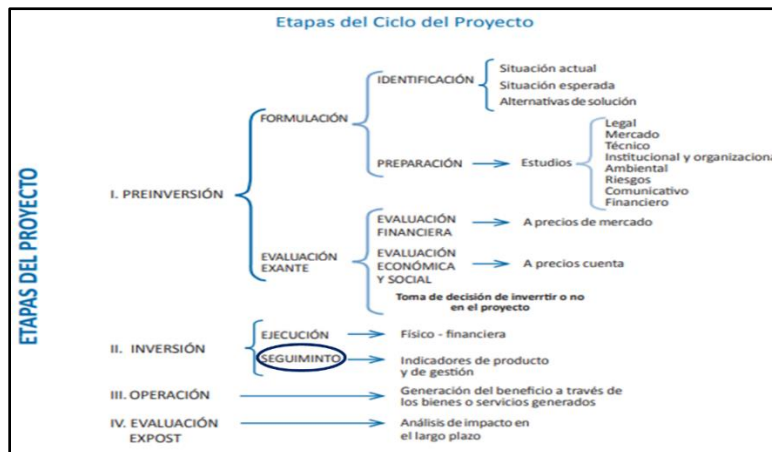 Etapas del Ciclo del Proyecto
ETAPAS DEL PROYECTO
I. PREINVERSIÓN
FORMULACIÓN
IDENTIFICACIÓN
Situación actual
Situación esperada
Alternativas de solución
PREPARACIÓN
Estudios
Legal
Mercado
Técnico
Institucional y organizaciona
Ambiental
Riesgos
Comunicativo
Financiero
EVALUACIÓN
EXANTE
EVALUACIÓN
FINANCIERA
A precios de mercado
EVALUACIÓN
ECONÓMICA
Y SOCIAL
A precios cuenta
Toma de decisión de inverrtir o no
en el proyecto
II. INVERSIÓN
EJECUCIÓN
Físico - financiera
SEGUIMINTO
Indicadores de producto
y de gestión
III. OPERACIÓN
Generación del beneficio a través de
los bienes o servicios generados
IV. EVALUACIÓN
EXPOST
Análisis de impacto en
el largo plazo